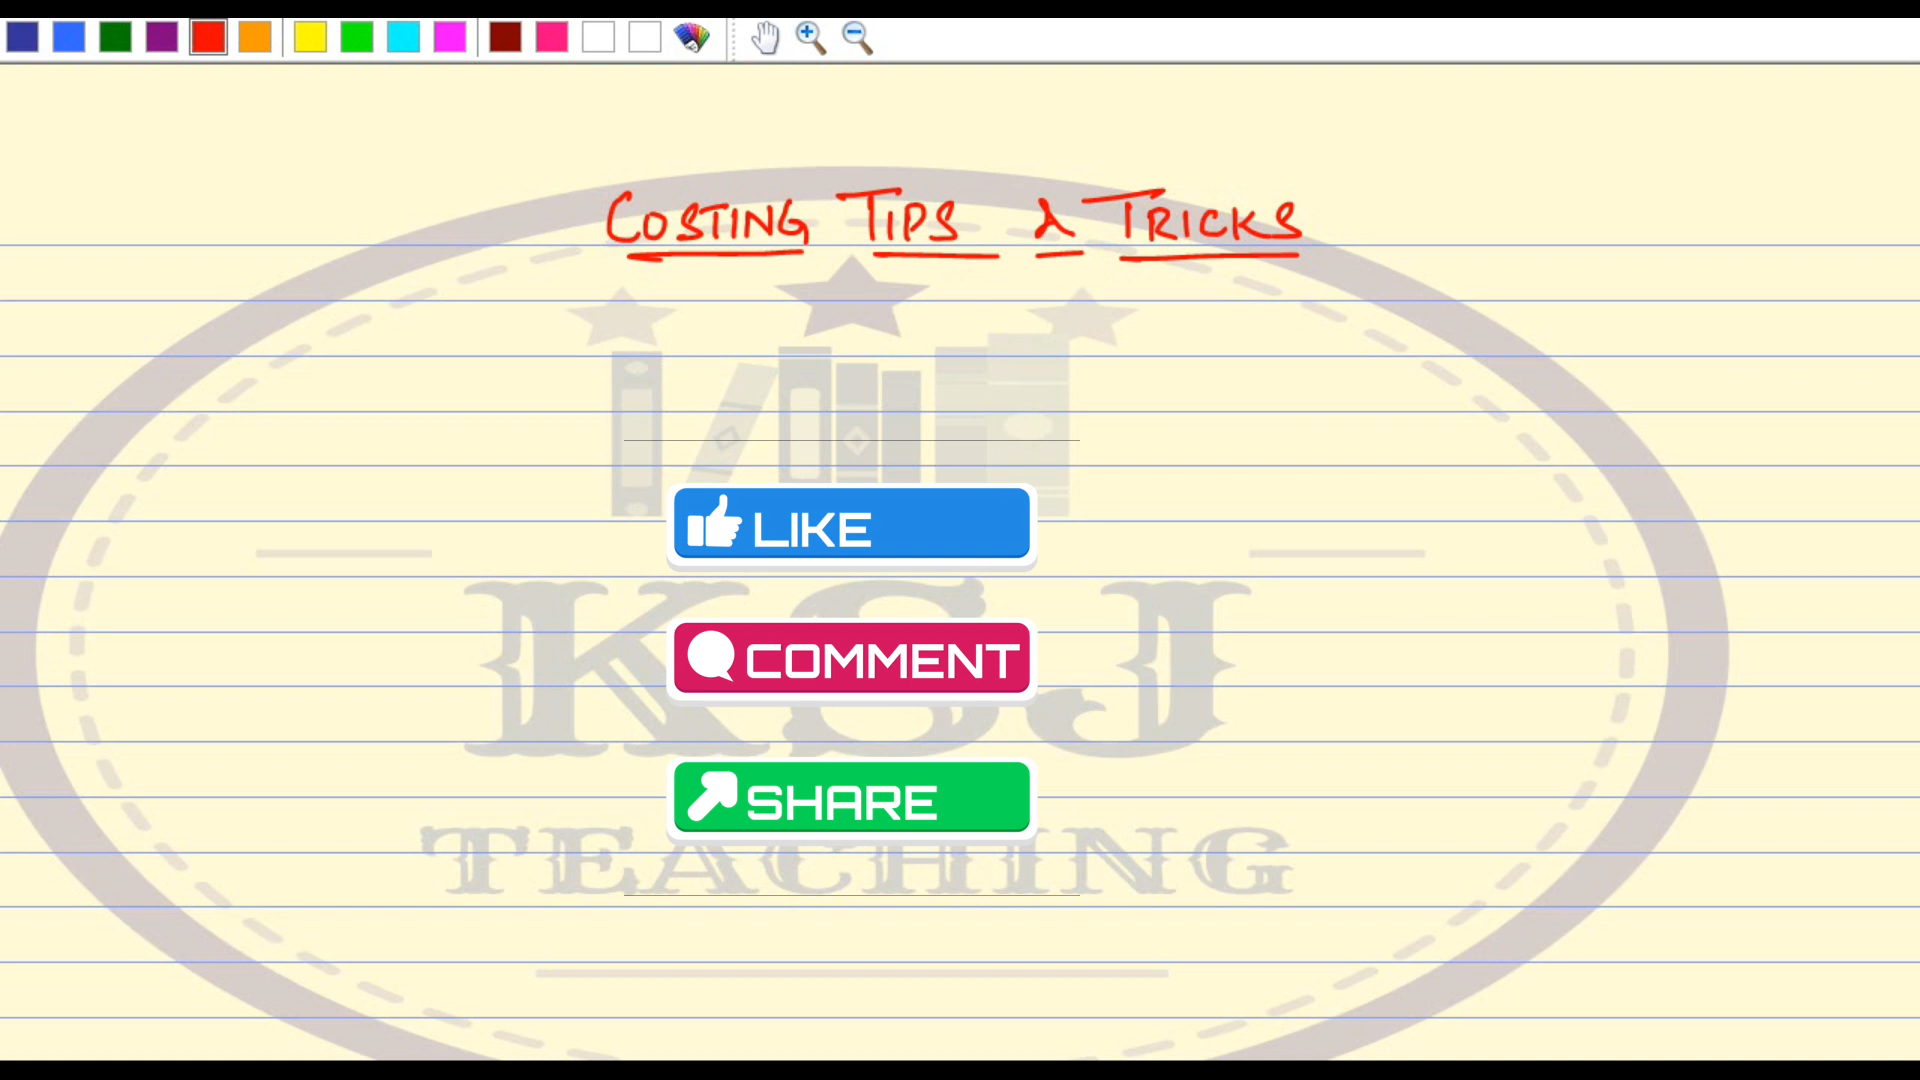 COSTING TIPS & TRICKS
LIKE
COMMENT
SHARE
KSJ
TEACHING